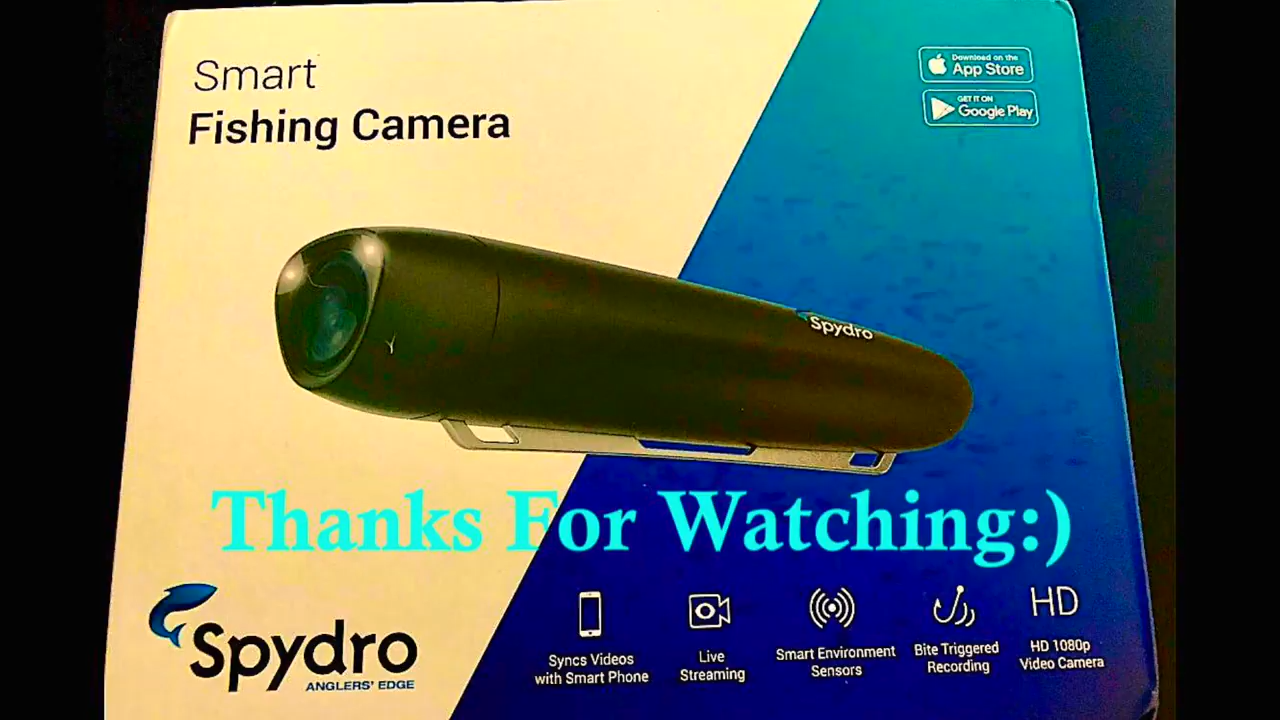 Smart
Fishing Camera
Download on the
App Store
GET IT ON
Google Play
Spydro
Thanks For Watching:)
Spydro
ANGLERS' EDGE
Syncs Videos
with Smart Phone
Live
Streaming
Smart Environment
Sensors
Bite Triggered
Recording
HD
HD 1080p
Video Camera